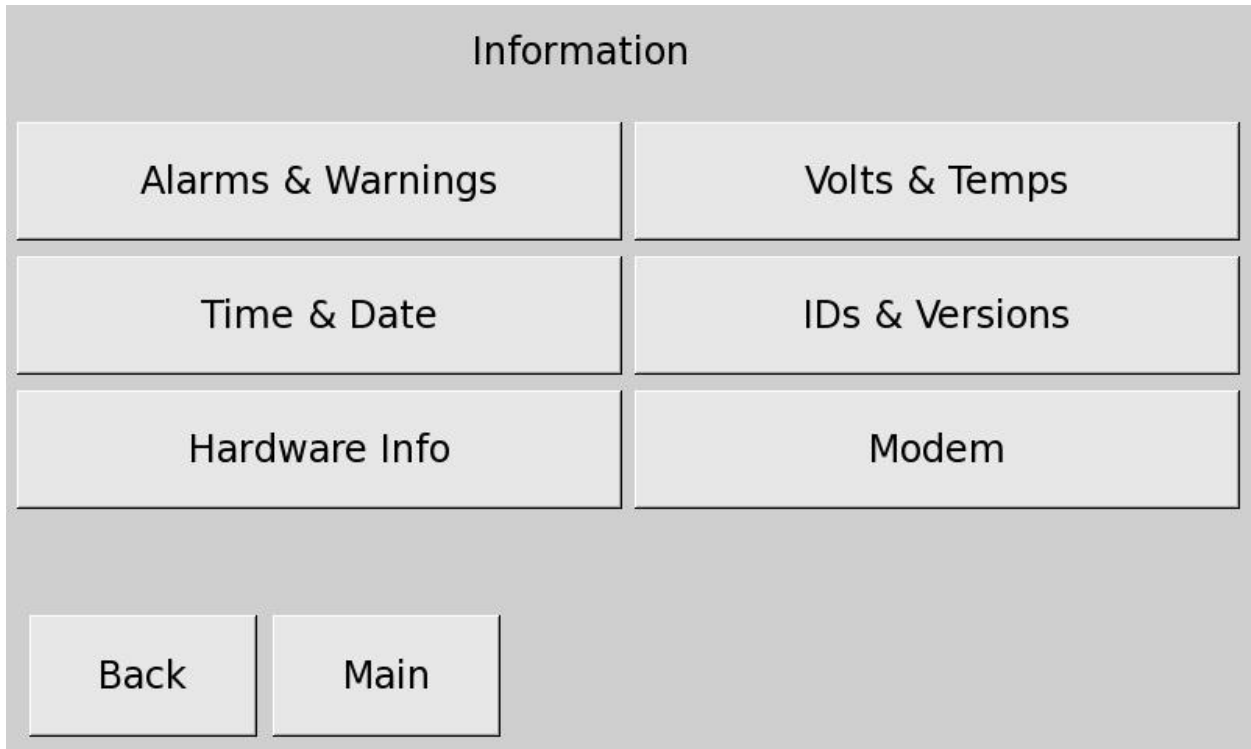 Information
Alarms & Warnings
Volts & Temps
Time & Date
IDs & Versions
Hardware Info
Modem
Back
Main